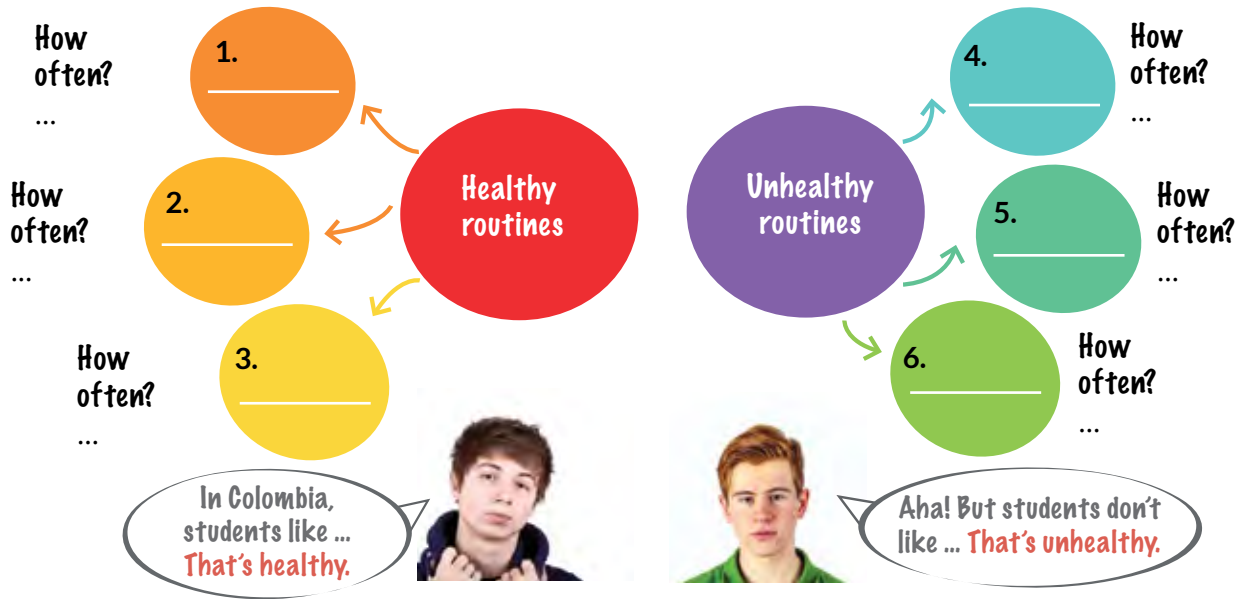 How
often?
...
1.
2.
How
often?
...
3.
How
often?
...
Healthy
routines
Unhealthy
routines
4.
How
often?
...
5.
How
often?
...
6.
How
often?
...
In Colombia,
students like ...
That's healthy.
Aha! But students don't
like ... That's unhealthy.